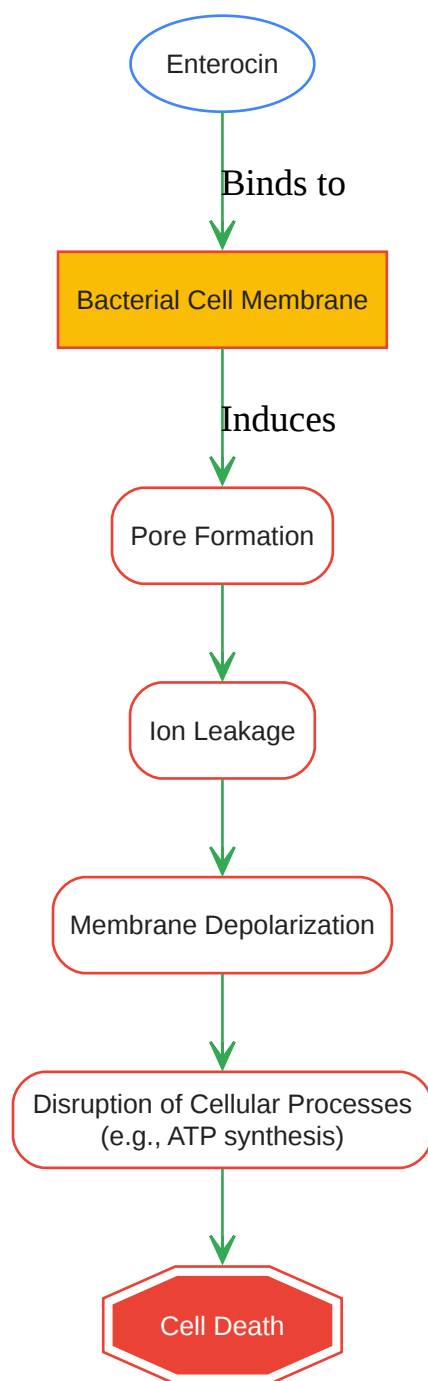 Enterocin
Binds to
Bacterial Cell Membrane
Induces
Pore Formation
Ion Leakage
Membrane Depolarization
Disruption of Cellular Processes
(e.g., ATP synthesis)
Cell Death